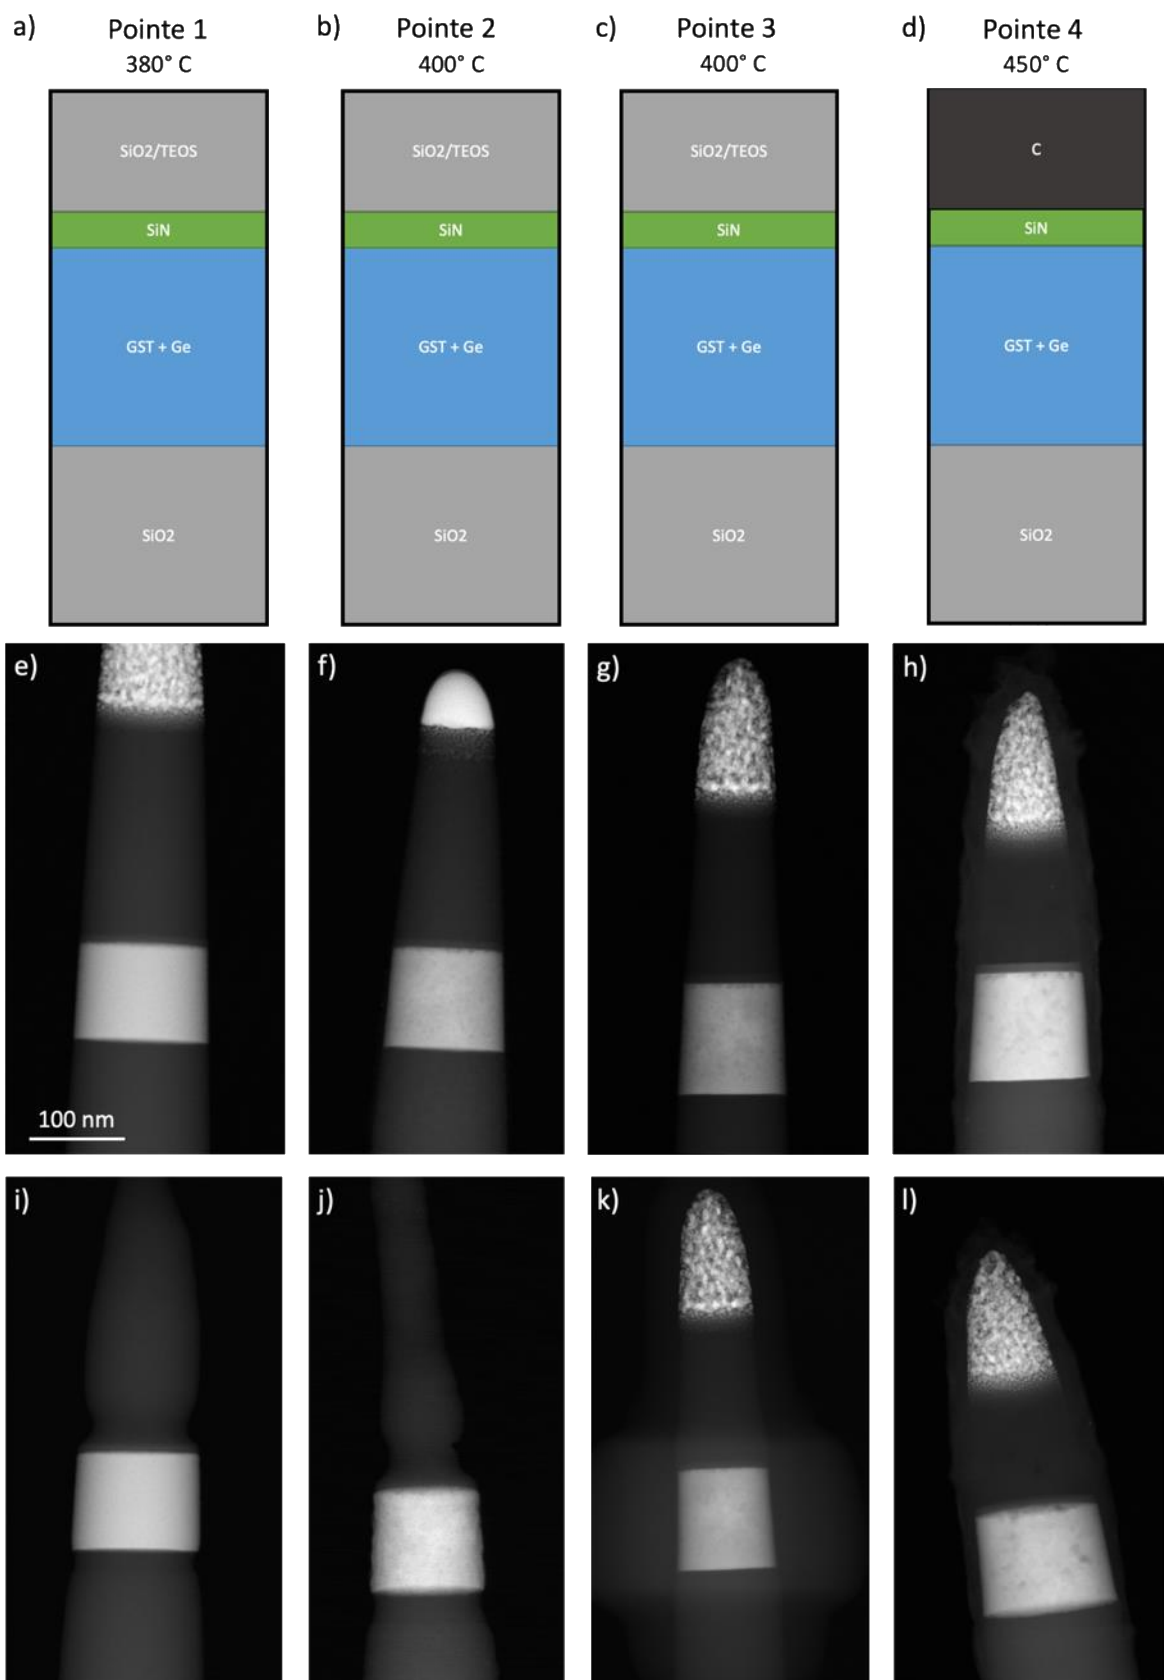 a) Pointe 1
380° C
b) Pointe 2
400° C
c) Pointe 3
400° C
d) Pointe 4
450° C
SiO2/TEOS
SiN
GST + Ge
SiO2
SiO2/TEOS
SiN
GST + Ge
SiO2
SiO2/TEOS
SiN
GST + Ge
SiO2
C
SiN
GST + Ge
SiO2
e)
100 nm
f)
g)
h)
i)
j)
k)
l)